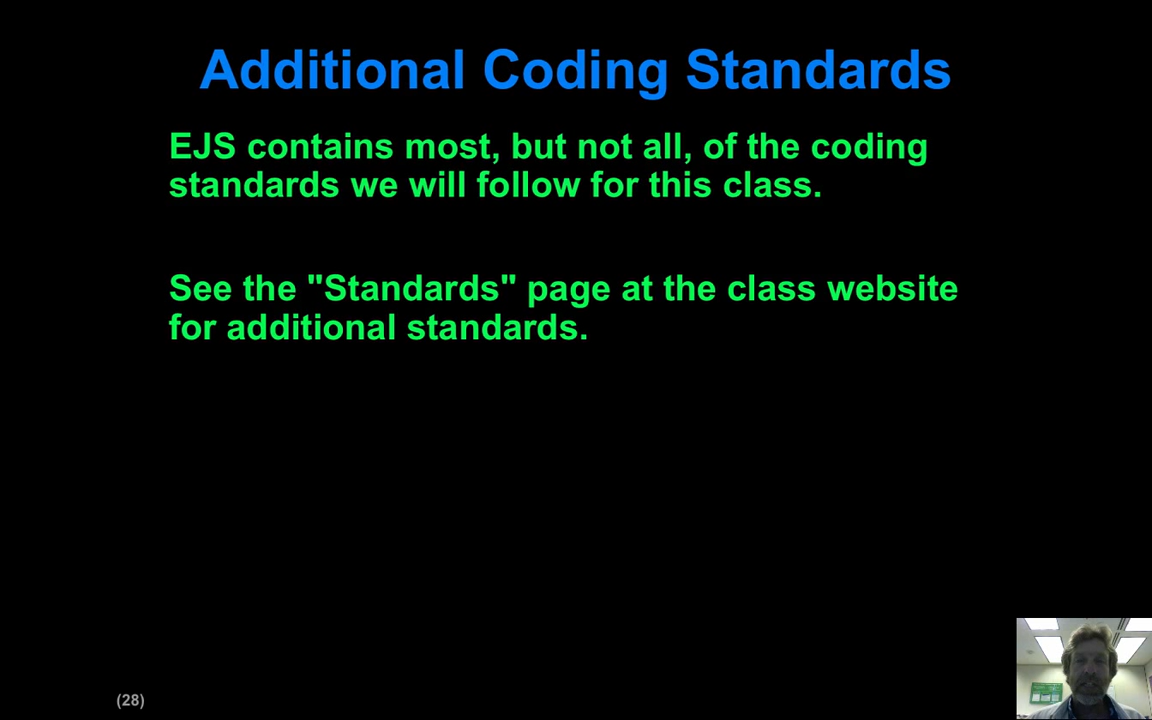 Additional Coding Standards
EJS contains most, but not all, of the coding
standards we will follow for this class.
See the "Standards" page at the class website
for additional standards.
(28)